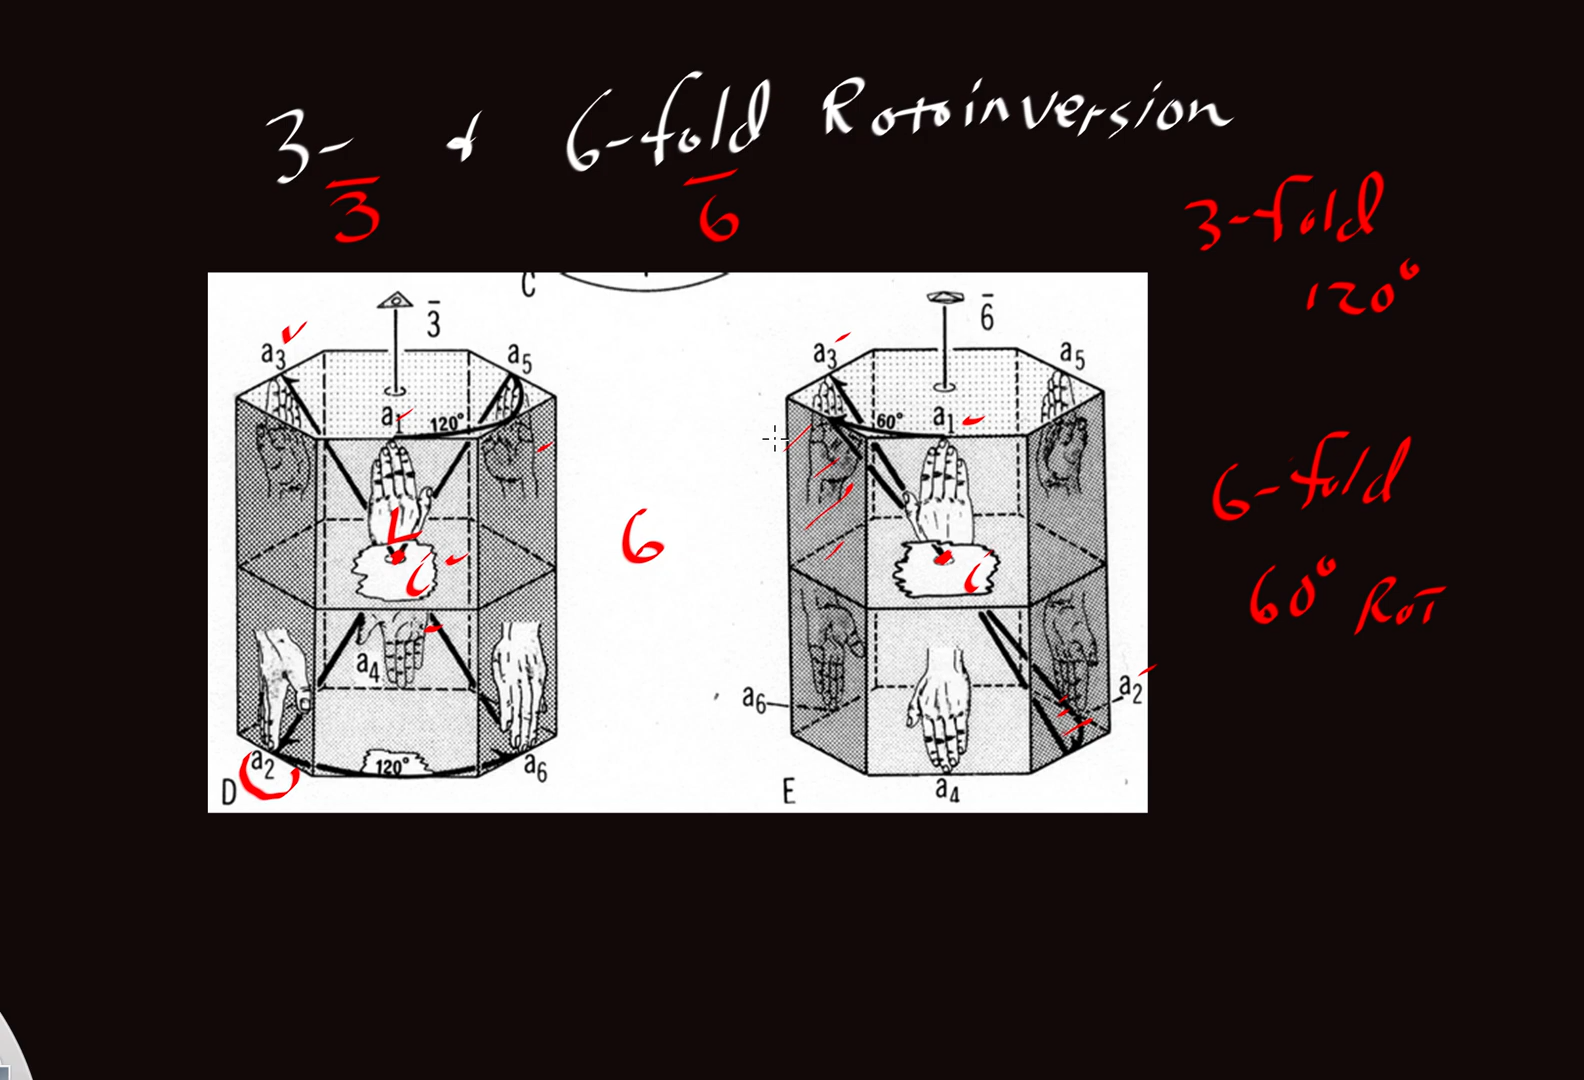 3- & 6-fold Rotoinversion
3̅ 6̅
3-fold
120°
C
3̅ 6̅
a3 a5 a3 a5
a1 120° 60° a1
6-fold
L
6
i i
60° Rot
a4
a6 a2
a2 120° a6
D E a4